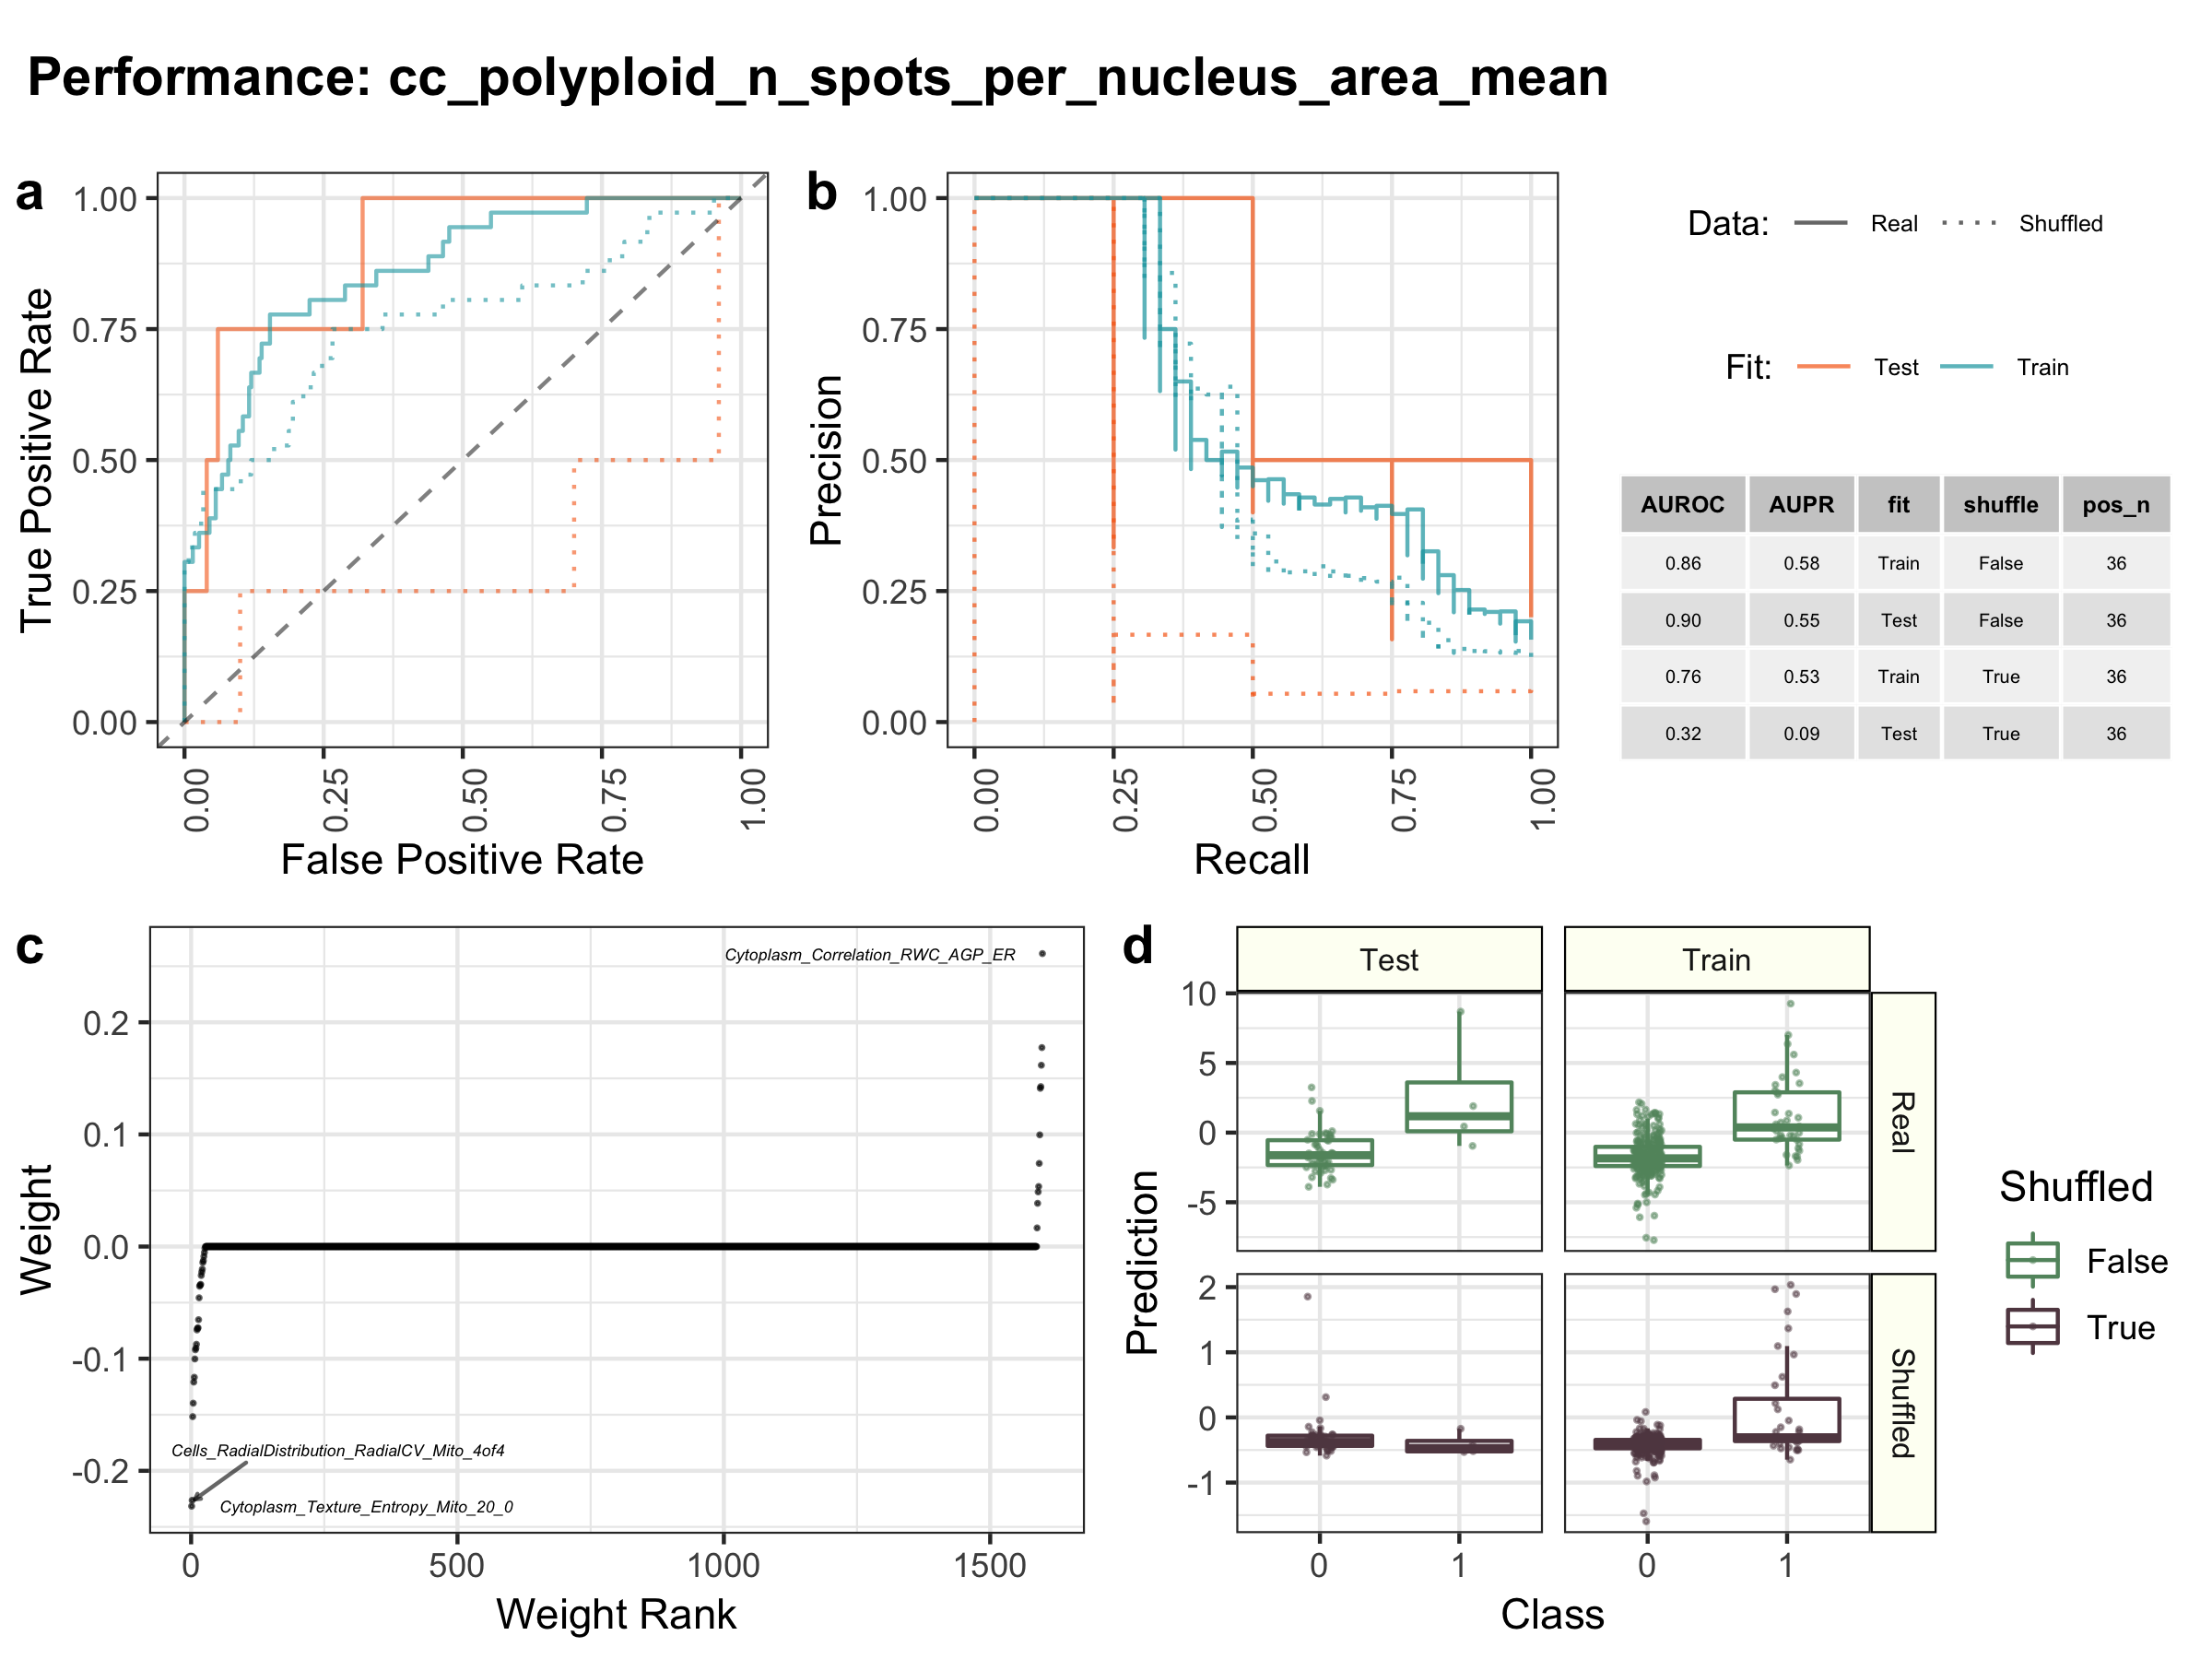 Performance: cc_polyploid_n_spots_per_nucleus_area_mean
a
1.00
0.75
0.50
0.25
0.00
True Positive Rate
0.00
0.25
0.50
0.75
1.00
False Positive Rate
b
1.00
0.75
0.50
0.25
0.00
Precision
0.00
0.25
0.50
0.75
1.00
Recall
Data: Real Shuffled
Fit: Test Train
AUROC AUPR fit shuffle pos_n
0.86 0.58 Train False 36
0.90 0.55 Test False 36
0.76 0.53 Train True 36
0.32 0.09 Test True 36
c
0.2
0.1
0.0
-0.1
-0.2
Weight
Cytoplasm_Correlation_RWC_AGP_ER
Cells_RadialDistribution_RadialCV_Mito_4of4
Cytoplasm_Texture_Entropy_Mito_20_0
0 500 1000 1500
Weight Rank
d
Test Train
10
5
0
-5
Real
2
1
0
-1
Shuffled
Prediction
0 1 0 1
Class
Shuffled
False
True